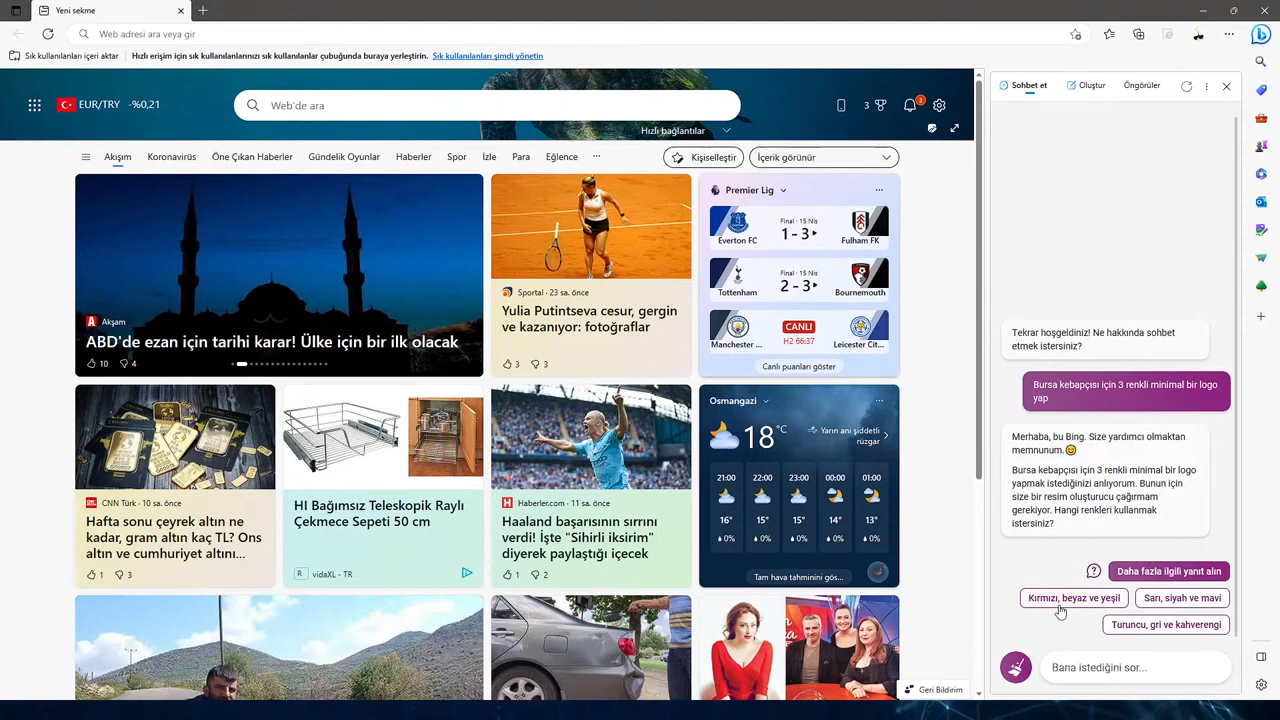 Yeni sekme
Web adresi ara veya gir
Sık kullanılanları içeri aktar
Hızlı erişim için sık kullanılanlarınızı sık kullanılanlar çubuğunda buraya yerleştirin. Sık kullanılanları şimdi yönetin
EUR/TRY -%0,21
Web'de ara
3
3
Hızlı bağlantılar
Akışım
Koronavirüs
Öne Çıkan Haberler
Gündelik Oyunlar
Haberler
Spor
İzle
Para
Eğlence
Kişiselleştir
İçerik görünür
A Akşam
ABD'de ezan için tarihi karar! Ülke için bir ilk olacak
10
4
Sportal · 23 sa. önce
Yulia Putintseva cesur, gergin
ve kazanıyor: fotoğraflar
3
3
Premier Lig
Final · 15 Nis
1 - 3
Everton FC
Fulham FK
Final · 15 Nis
2 - 3
Tottenham
Bournemouth
CANLI
H2 66:37
Manchester ...
Leicester Cit...
Canlı puanları göster
CNN Türk · 10 sa. önce
Hafta sonu çeyrek altın ne
kadar, gram altın kaç TL? Ons
altın ve cumhuriyet altını...
1
3
HI Bağımsız Teleskopik Raylı
Çekmece Sepeti 50 cm
R vidaXL - TR
H Haberler.com · 11 sa. önce
Haaland başarısının sırrını
verdi! İşte "Sihirli iksirim"
diyerek paylaştığı içecek
1
2
Osmangazi
18 °C
Yarın ani şiddetli
rüzgar
21:00 22:00 23:00 00:00 01:00
16° 15° 15° 14° 13°
0% 0% 0% 0% 0%
Tam hava tahminini gös...
Geri Bildirim
Sohbet et
Oluştur
Öngörüler
Tekrar hoşgeldiniz! Ne hakkında sohbet
etmek istersiniz?
Bursa kebapçısı için 3 renkli minimal bir logo
yap
Merhaba, bu Bing. Size yardımcı olmaktan
memnunum.
Bursa kebapçısı için 3 renkli minimal bir logo
yapmak istediğinizi anlıyorum. Bunun için
size bir resim oluşturucu çağırmam
gerekiyor. Hangi renkleri kullanmak
istersiniz?
Daha fazla ilgili yanıt alın
Kırmızı, beyaz ve yeşil
Sarı, siyah ve mavi
Turuncu, gri ve kahverengi
Bana istediğini sor...